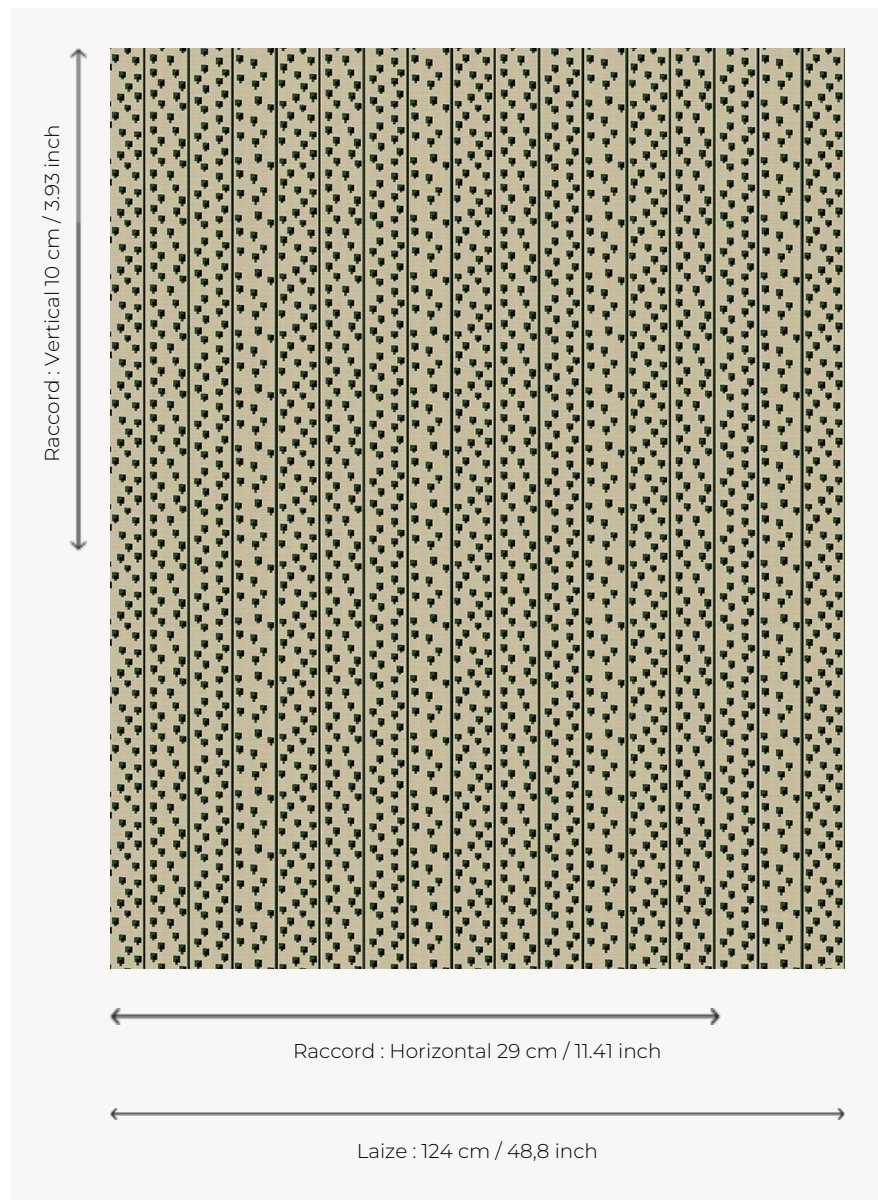 Raccord : Vertical 10 cm / 3.93 inch
Raccord : Horizontal 29 cm / 11.41 inch
Laize : 124 cm / 48,8 inch